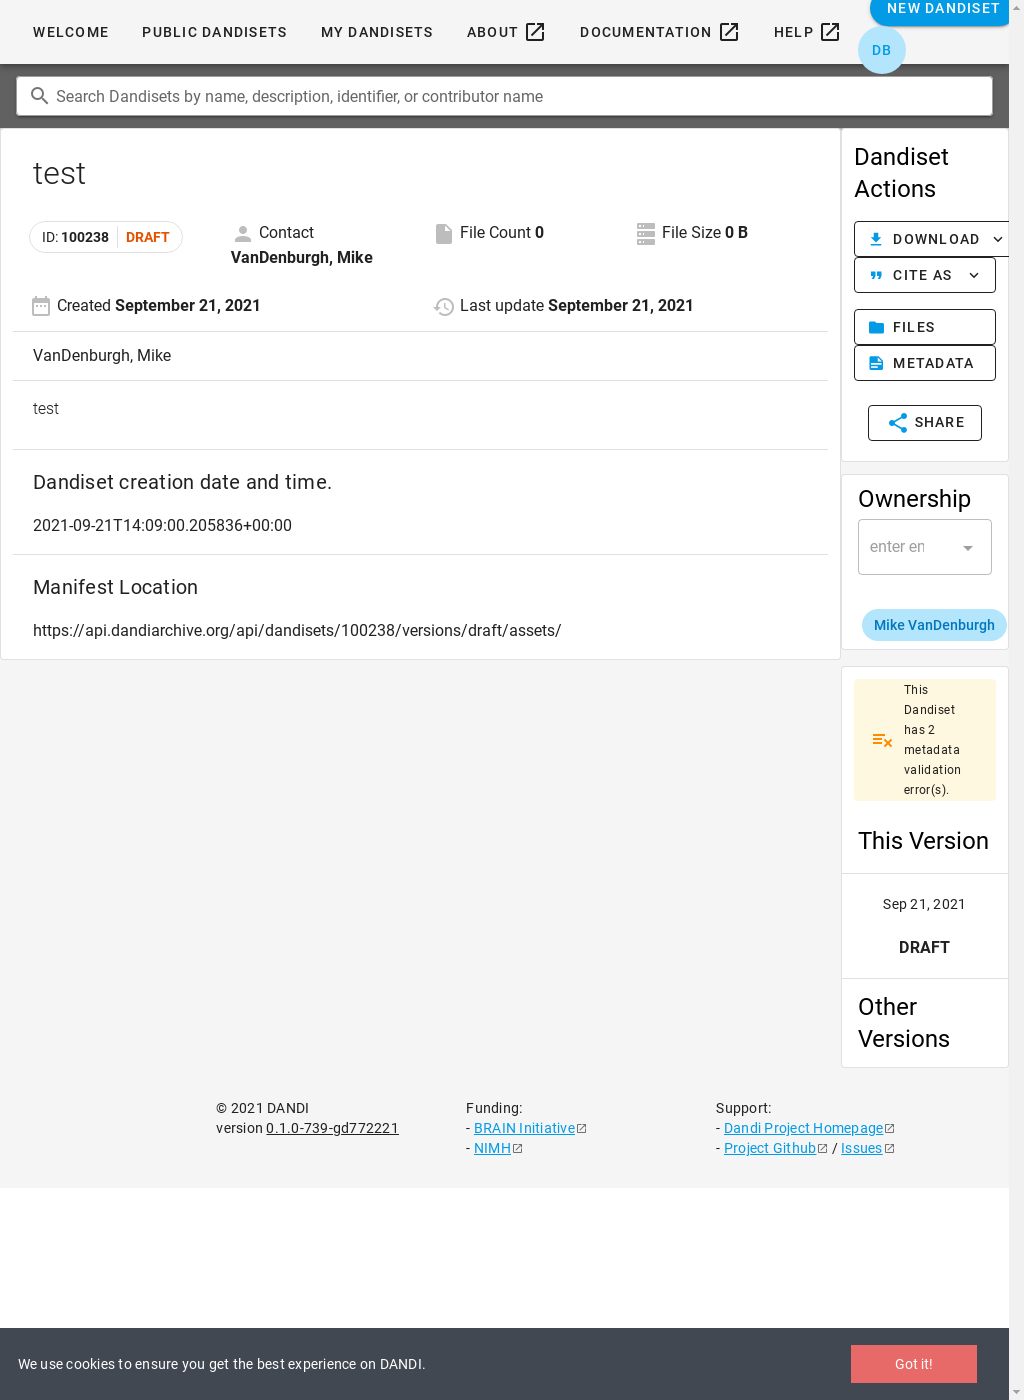 WELCOME PUBLIC DANDISETS MY DANDISETS ABOUT DOCUMENTATION HELP NEW DANDISET
DB
Search Dandisets by name, description, identifier, or contributor name
test
ID: 100238 DRAFT
Contact
VanDenburgh, Mike
File Count 0
File Size 0 B
Created September 21, 2021
Last update September 21, 2021
VanDenburgh, Mike
test
Dandiset creation date and time.
2021-09-21T14:09:00.205836+00:00
Manifest Location
https://api.dandiarchive.org/api/dandisets/100238/versions/draft/assets/
Dandiset
Actions
DOWNLOAD
CITE AS
FILES
METADATA
SHARE
Ownership
enter en
Mike VanDenburgh
This
Dandiset
has 2
metadata
validation
error(s).
This Version
Sep 21, 2021
DRAFT
Other
Versions
© 2021 DANDI
version 0.1.0-739-gd772221
Funding:
- BRAIN Initiative
- NIMH
Support:
- Dandi Project Homepage
- Project Github / Issues
We use cookies to ensure you get the best experience on DANDI.
Got it!